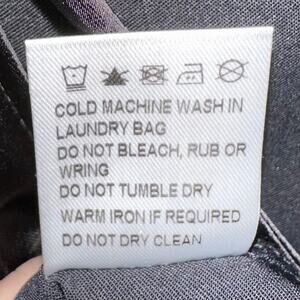 COLD MACHINE WASH IN
LAUNDRY BAG
DO NOT BLEACH, RUB OR
WRING
DO NOT TUMBLE DRY
WARM IRON IF REQUIRED
DO NOT DRY CLEAN